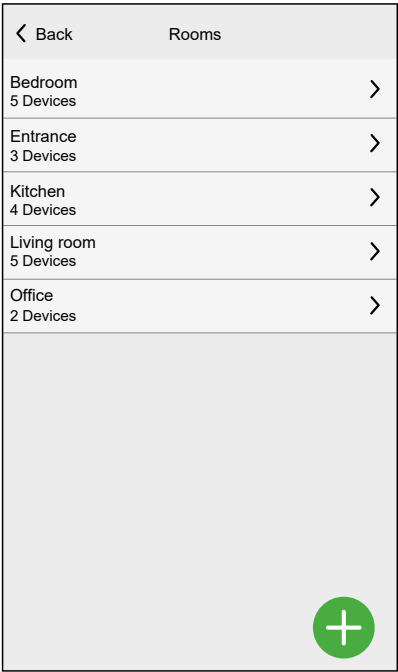 Back
Rooms
Bedroom
5 Devices
Entrance
3 Devices
Kitchen
4 Devices
Living room
5 Devices
Office
2 Devices